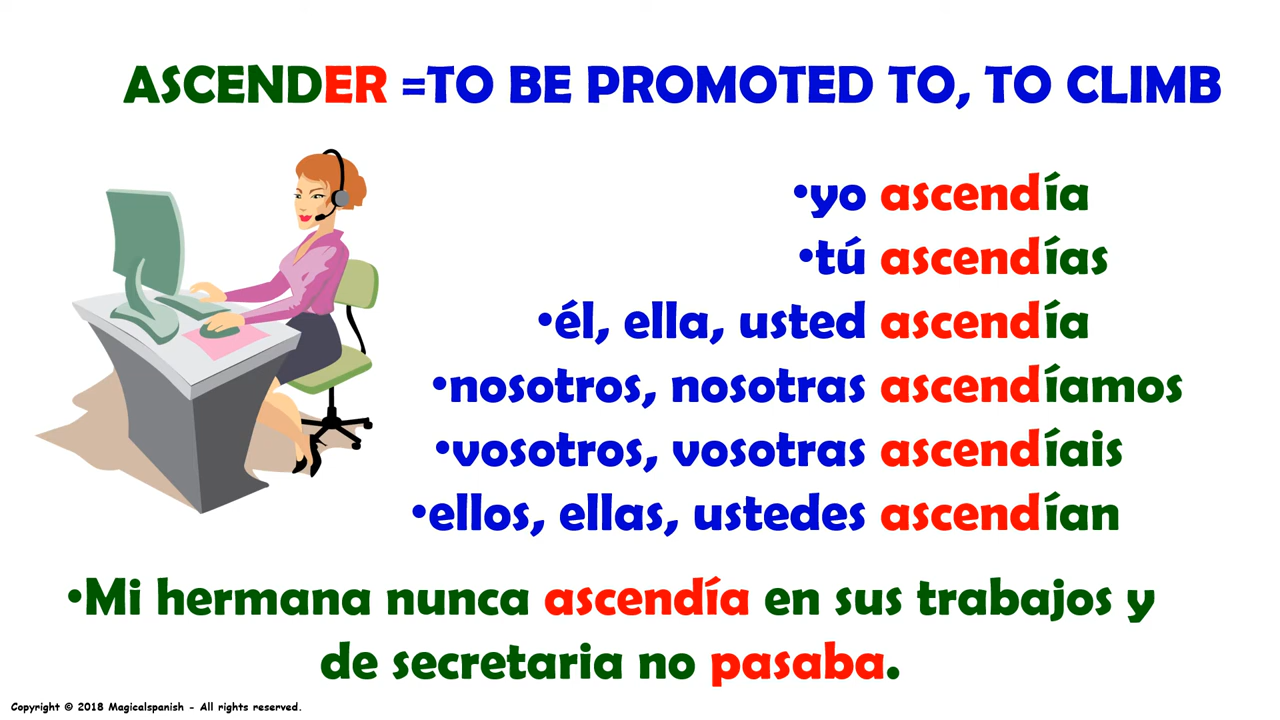 ASCENDER =TO BE PROMOTED TO, TO CLIMB
•yo ascendía
•tú ascendías
•él, ella, usted ascendía
•nosotros, nosotras ascendíamos
•vosotros, vosotras ascendíais
•ellos, ellas, ustedes ascendían
•Mi hermana nunca ascendía en sus trabajos y
de secretaria no pasaba.
Copyright © 2018 Magicalspanish - All rights reserved.